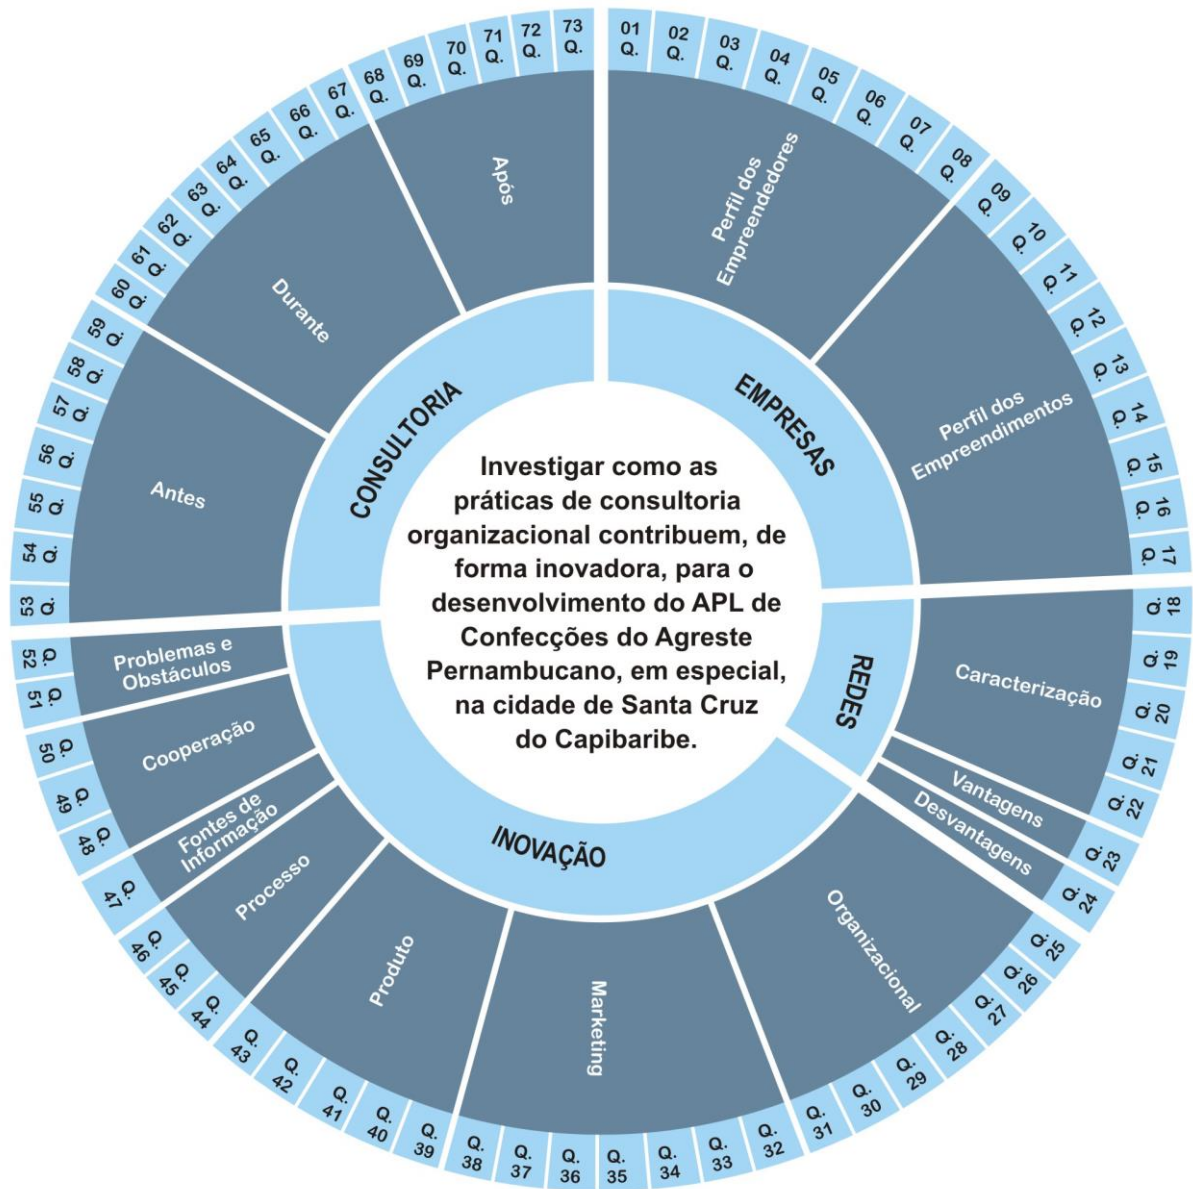 Investigar como as
práticas de consultoria
organizacional contribuem, de
forma inovadora, para o
desenvolvimento do APL de
Confecções do Agreste
Pernambucano, em especial,
na cidade de Santa Cruz
do Capibaribe.
EMPRESAS
Perfil dos
Empreendedores
01
Q.
02
Q.
03
Q.
04
Q.
05
Q.
06
Q.
07
Q.
08
Q.
Perfil dos
Empreendimentos
09
Q.
10
Q.
11
Q.
12
Q.
13
Q.
14
Q.
15
Q.
16
Q.
17
Q.
REDES
Caracterização
Q.
18
Q.
19
Q.
20
Q.
21
Q.
22
Vantagens
Q.
23
Desvantagens
Q.
24
INOVAÇÃO
Organizacional
Q.
25
Q.
26
Q.
27
Q.
28
Q.
29
Q.
30
Q.
31
Marketing
Q.
32
Q.
33
Q.
34
Q.
35
Q.
36
Q.
37
Q.
38
Produto
Q.
39
Q.
40
Q.
41
Q.
42
Q.
43
Processo
Q.
44
Q.
45
Q.
46
Fontes de
Informação
Q.
47
Cooperação
Q.
48
Q.
49
Q.
50
Problemas e
Obstáculos
Q.
51
Q.
52
CONSULTORIA
Antes
53
Q.
54
Q.
55
Q.
56
Q.
57
Q.
58
Q.
59
Q.
Durante
60
Q.
61
Q.
62
Q.
63
Q.
64
Q.
65
Q.
66
Q.
67
Q.
Após
68
Q.
69
Q.
70
Q.
71
Q.
72
Q.
73
Q.